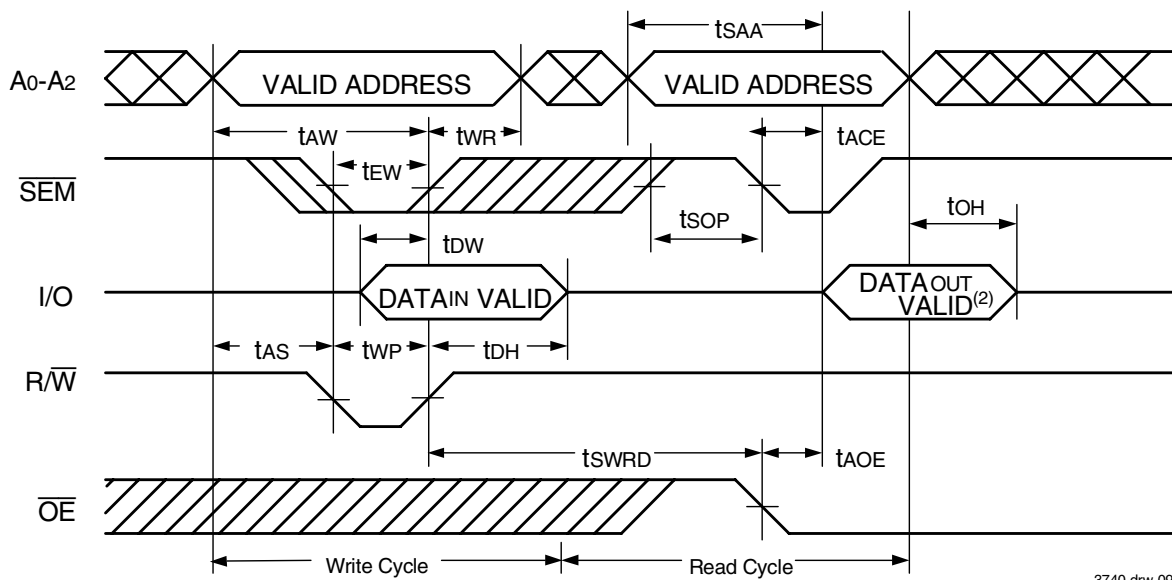 tSAA
A0-A2
VALID ADDRESS
VALID ADDRESS
tAW
tWR
tACE
tEW
SEM
tSOP
tOH
tDW
I/O
DATAIN VALID
DATAOUT
VALID(2)
tAS
tWP
tDH
R/W
tSWRD
tAOE
OE
Write Cycle
Read Cycle